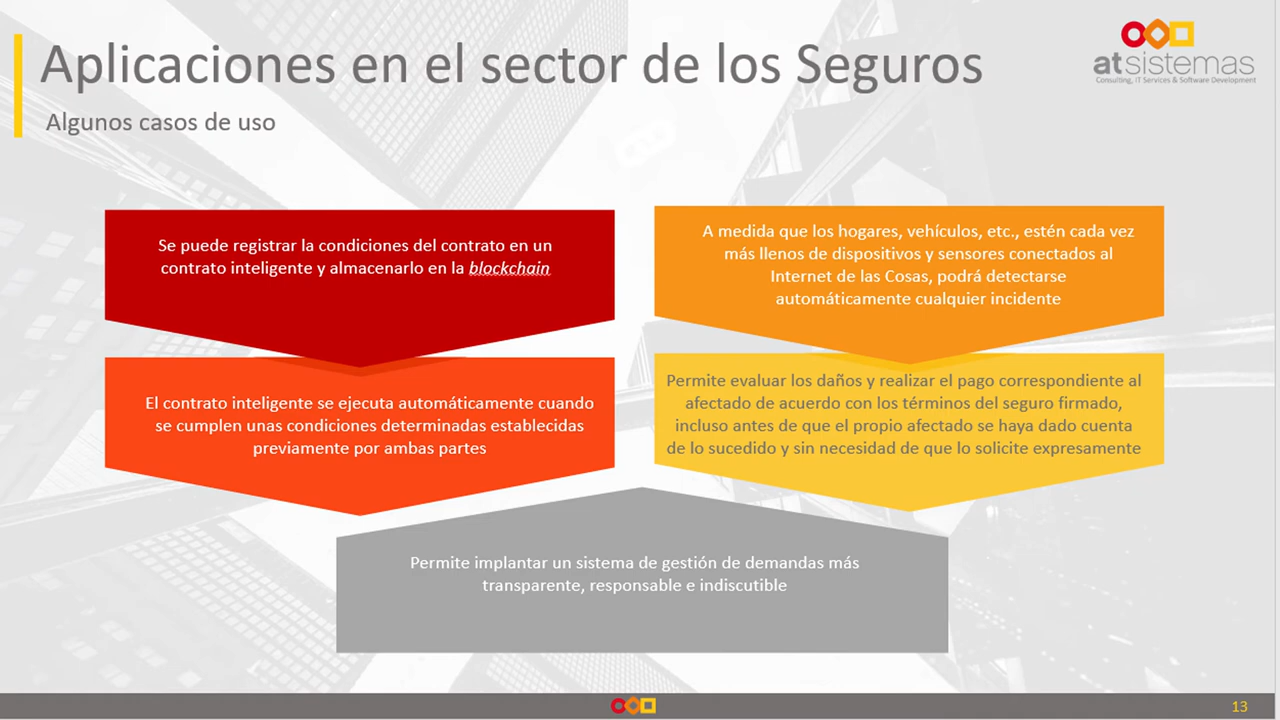 Aplicaciones en el sector de los Seguros
Algunos casos de uso
atsistemas
Consulting, IT Services & Software Development
Se puede registrar la condiciones del contrato en un
contrato inteligente y almacenarlo en la blockchain
El contrato inteligente se ejecuta automáticamente cuando
se cumplen unas condiciones determinadas establecidas
previamente por ambas partes
A medida que los hogares, vehículos, etc., estén cada vez
más llenos de dispositivos y sensores conectados al
Internet de las Cosas, podrá detectarse
automáticamente cualquier incidente
Permite evaluar los daños y realizar el pago correspondiente al
afectado de acuerdo con los términos del seguro firmado,
incluso antes de que el propio afectado se haya dado cuenta
de lo sucedido y sin necesidad de que lo solicite expresamente
Permite implantar un sistema de gestión de demandas más
transparente, responsable e indiscutible
13